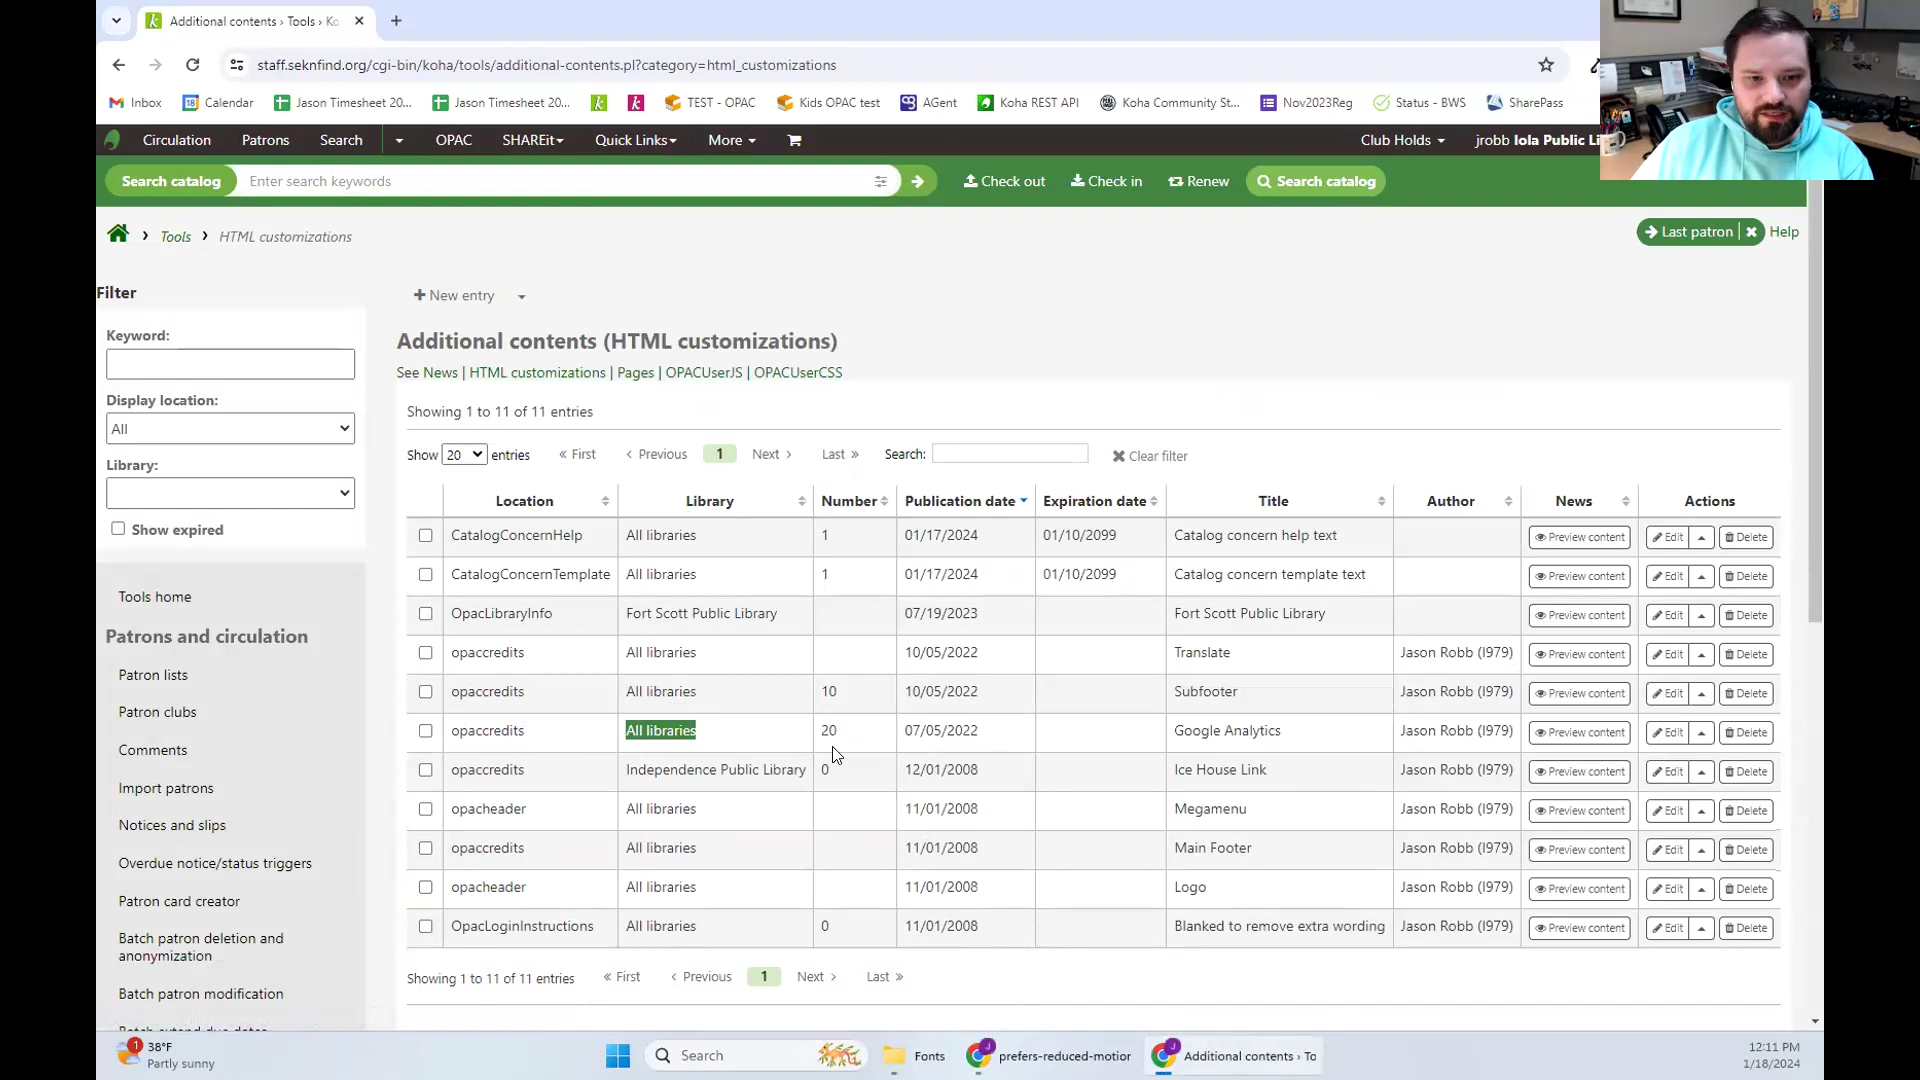 Additional contents › Tools › Ko
staff.seknfind.org/cgi-bin/koha/tools/additional-contents.pl?category=html_customizations
Inbox Calendar Jason Timesheet 20... Jason Timesheet 20... TEST - OPAC Kids OPAC test AGent Koha REST API Koha Community St... Nov2023Reg Status - BWS SharePass
Circulation Patrons Search OPAC SHAREit Quick Links More Club Holds jrobb Iola Public Li
Search catalog Enter search keywords Check out Check in Renew Search catalog
Tools › HTML customizations Last patron Help
Filter
Keyword:
Display location:
All
Library:
Show expired
Tools home
Patrons and circulation
Patron lists
Patron clubs
Comments
Import patrons
Notices and slips
Overdue notice/status triggers
Patron card creator
Batch patron deletion and
anonymization
Batch patron modification
Batch extend due dates
New entry
Additional contents (HTML customizations)
See News | HTML customizations | Pages | OPACUserJS | OPACUserCSS
Showing 1 to 11 of 11 entries
Show 20 entries « First ‹ Previous 1 Next › Last » Search: Clear filter
Location Library Number Publication date Expiration date Title Author News Actions
CatalogConcernHelp All libraries 1 01/17/2024 01/10/2099 Catalog concern help text Preview content Edit Delete
CatalogConcernTemplate All libraries 1 01/17/2024 01/10/2099 Catalog concern template text Preview content Edit Delete
OpacLibraryInfo Fort Scott Public Library 07/19/2023 Fort Scott Public Library Preview content Edit Delete
opaccredits All libraries 10/05/2022 Translate Jason Robb (I979) Preview content Edit Delete
opaccredits All libraries 10 10/05/2022 Subfooter Jason Robb (I979) Preview content Edit Delete
opaccredits All libraries 20 07/05/2022 Google Analytics Jason Robb (I979) Preview content Edit Delete
opaccredits Independence Public Library 0 12/01/2008 Ice House Link Jason Robb (I979) Preview content Edit Delete
opacheader All libraries 11/01/2008 Megamenu Jason Robb (I979) Preview content Edit Delete
opaccredits All libraries 11/01/2008 Main Footer Jason Robb (I979) Preview content Edit Delete
opacheader All libraries 11/01/2008 Logo Jason Robb (I979) Preview content Edit Delete
OpacLoginInstructions All libraries 0 11/01/2008 Blanked to remove extra wording Jason Robb (I979) Preview content Edit Delete
Showing 1 to 11 of 11 entries « First ‹ Previous 1 Next › Last »
1 38°F
Partly sunny
Search Fonts prefers-reduced-motior Additional contents › To
12:11 PM
1/18/2024